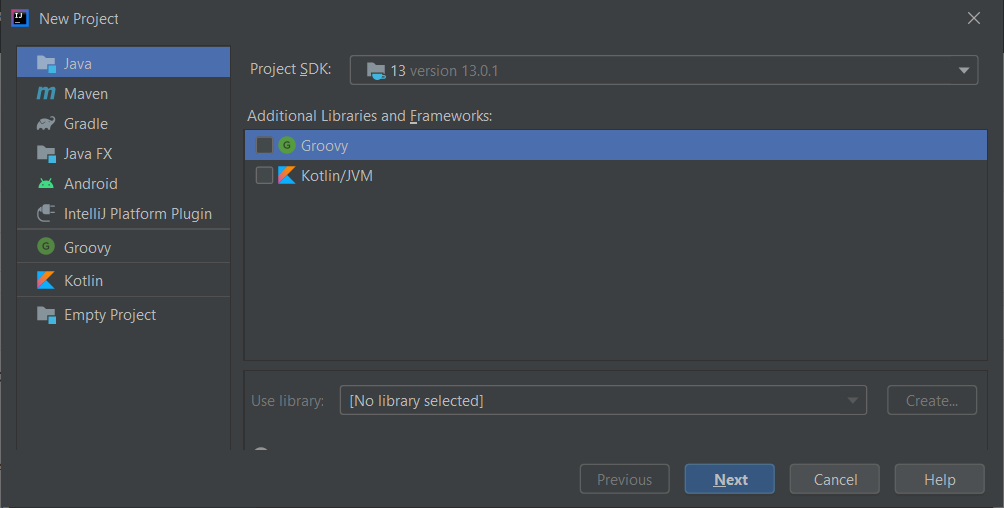 New Project
Java
Maven
Gradle
Java FX
Android
IntelliJ Platform Plugin
Groovy
Kotlin
Empty Project
Project SDK: 13 version 13.0.1
Additional Libraries and Frameworks:
Groovy
Kotlin/JVM
Use library: [No library selected] Create...
Previous Next Cancel Help